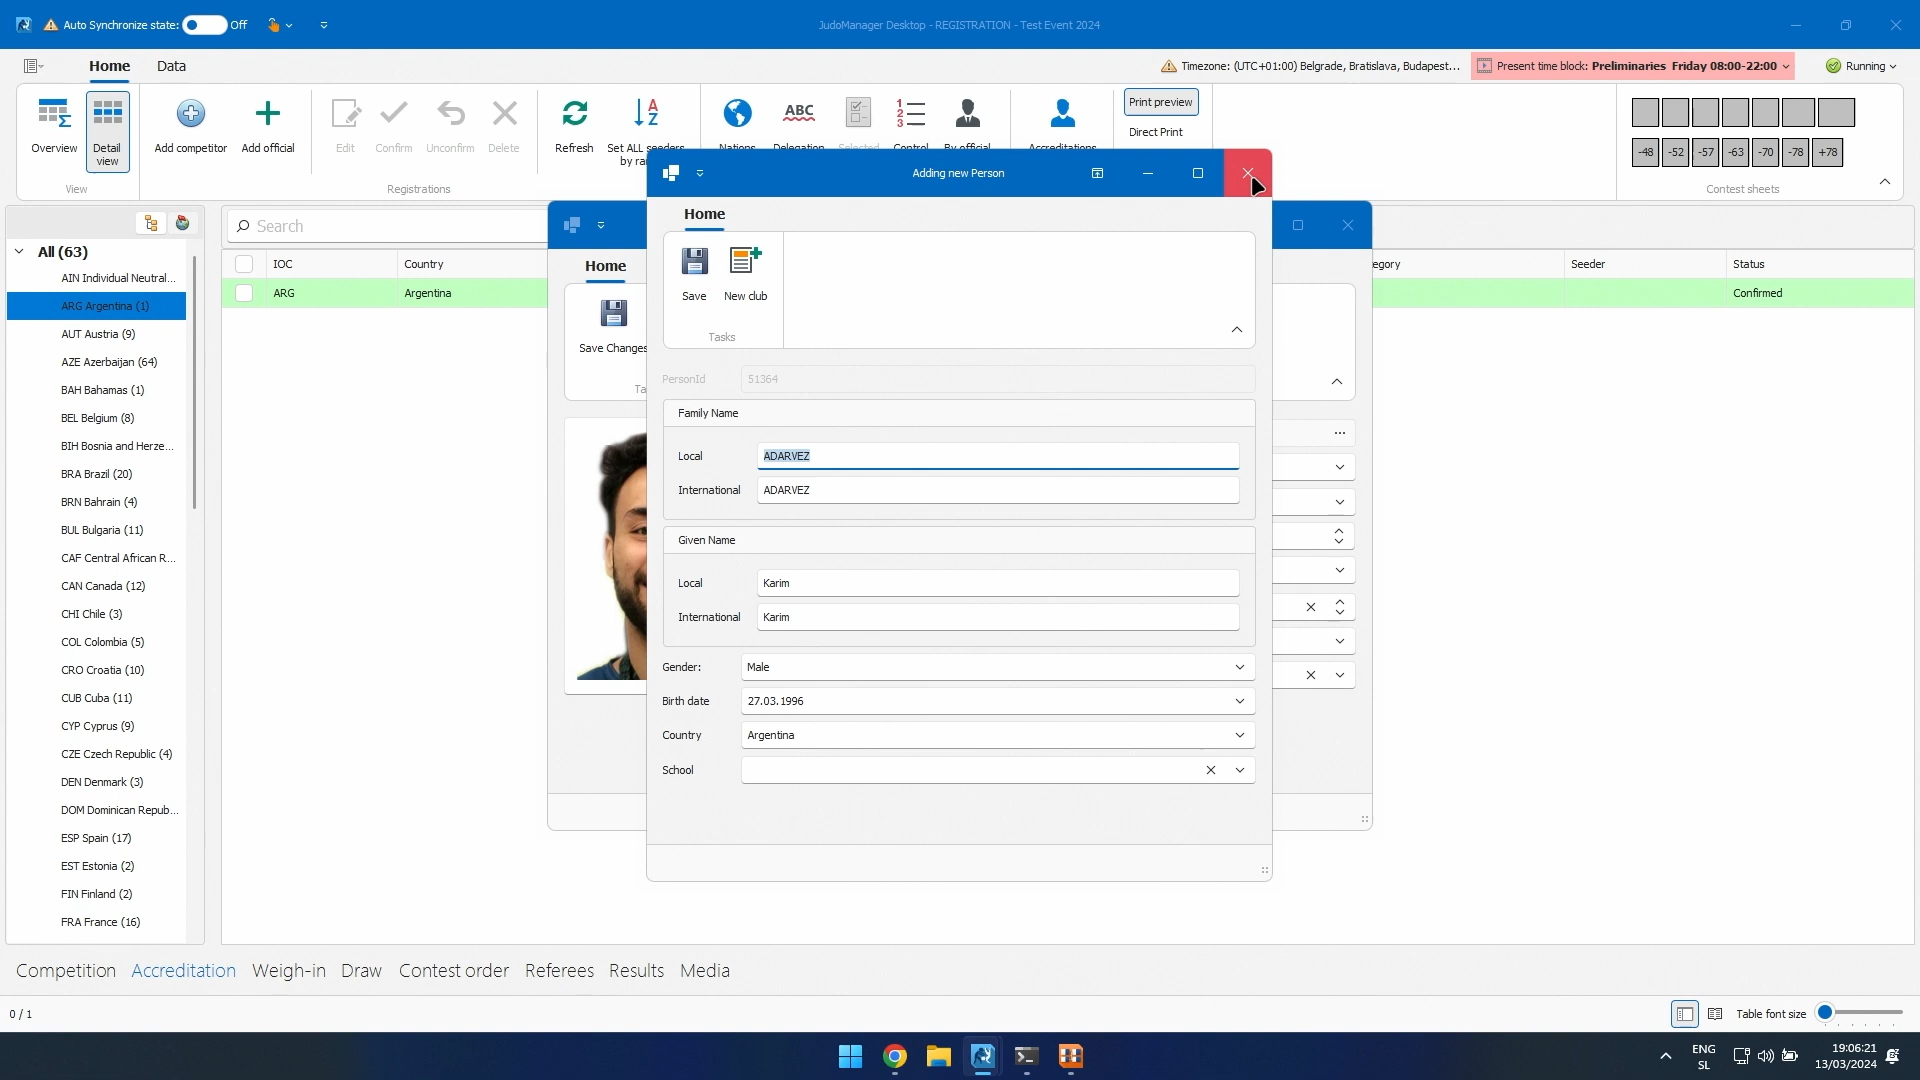 Auto Synchronize state: Off
JudoManager Desktop - REGISTRATION - Test Event 2024
Home Data
Timezone: (UTC+01:00) Belgrade, Bratislava, Budapest...
Present time block: Preliminaries Friday 08:00-22:00
Running
Overview
Detail view
View
Add competitor
Add official
Edit
Confirm
Unconfirm
Delete
Registrations
Refresh
Set ALL seeders
Print preview
Direct Print
-48 -52 -57 -63 -70 -78 +78
Contest sheets
Adding new Person
Home
Save
New club
Tasks
PersonId 51364
Family Name
Local ADARVEZ
International ADARVEZ
Given Name
Local Karim
International Karim
Gender: Male
Birth date 27.03.1996
Country Argentina
School
Home
Save Changes
Search
IOC Country Seeder Status
ARG Argentina Confirmed
All (63)
AIN Individual Neutral...
ARG Argentina (1)
AUT Austria (9)
AZE Azerbaijan (64)
BAH Bahamas (1)
BEL Belgium (8)
BIH Bosnia and Herze...
BRA Brazil (20)
BRN Bahrain (4)
BUL Bulgaria (11)
CAF Central African R...
CAN Canada (12)
CHI Chile (3)
COL Colombia (5)
CRO Croatia (10)
CUB Cuba (11)
CYP Cyprus (9)
CZE Czech Republic (4)
DEN Denmark (3)
DOM Dominican Repub...
ESP Spain (17)
EST Estonia (2)
FIN Finland (2)
FRA France (16)
Competition Accreditation Weigh-in Draw Contest order Referees Results Media
0 / 1
Table font size
ENG
SL
19:06:21
13/03/2024